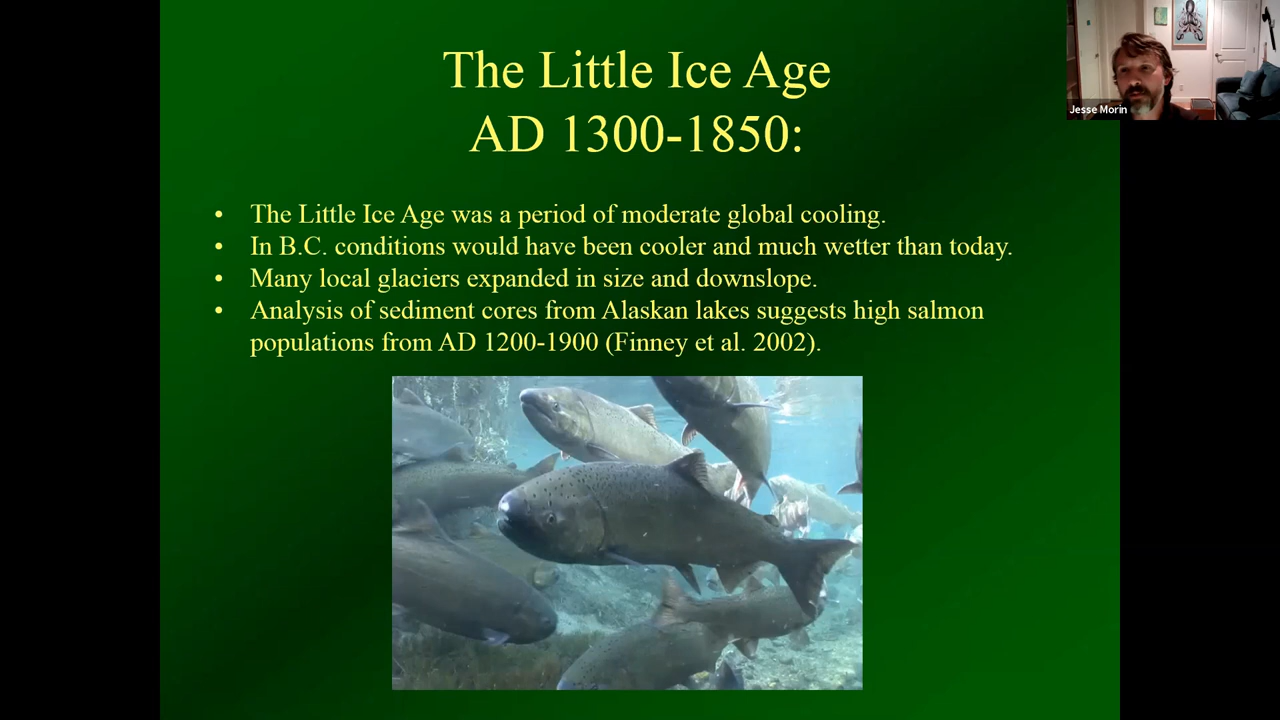 The Little Ice Age
AD 1300-1850:
Jesse Morin
• The Little Ice Age was a period of moderate global cooling.
• In B.C. conditions would have been cooler and much wetter than today.
• Many local glaciers expanded in size and downslope.
• Analysis of sediment cores from Alaskan lakes suggests high salmon
populations from AD 1200-1900 (Finney et al. 2002).